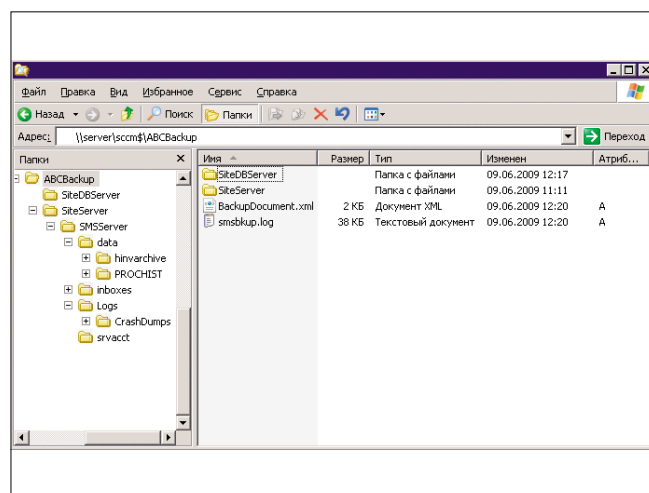 Файл Правка Вид Избранное Сервис Справка
Назад Поиск Папки
Адрес: \\server\sccm$\ABCBackup Переход
Папки × Имя Размер Тип Изменен Атриб...
ABCBackup
SiteDBServer
SiteServer
SMSServer
data
hinvarchive
PROCHIST
inboxes
Logs
CrashDumps
srvacct
SiteDBServer Папка с файлами 09.06.2009 12:17
SiteServer Папка с файлами 09.06.2009 11:11
BackupDocument.xml 2 КБ Документ XML 09.06.2009 12:20 A
smsbkup.log 38 КБ Текстовый документ 09.06.2009 12:20 A